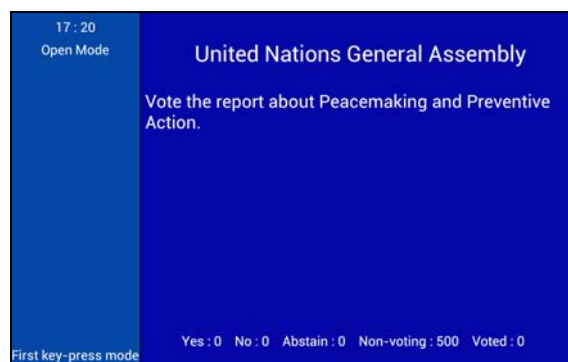 17 : 20
Open Mode
United Nations General Assembly
Vote the report about Peacemaking and Preventive
Action.
Yes : 0 No : 0 Abstain : 0 Non-voting : 500 Voted : 0
First key-press mode